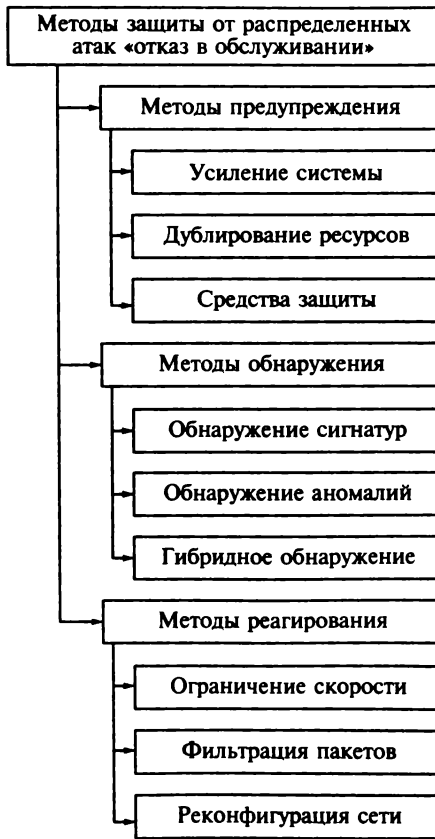 Методы защиты от распределенных
атак «отказ в обслуживании»
Методы предупреждения
Усиление системы
Дублирование ресурсов
Средства защиты
Методы обнаружения
Обнаружение сигнатур
Обнаружение аномалий
Гибридное обнаружение
Методы реагирования
Ограничение скорости
Фильтрация пакетов
Реконфигурация сети